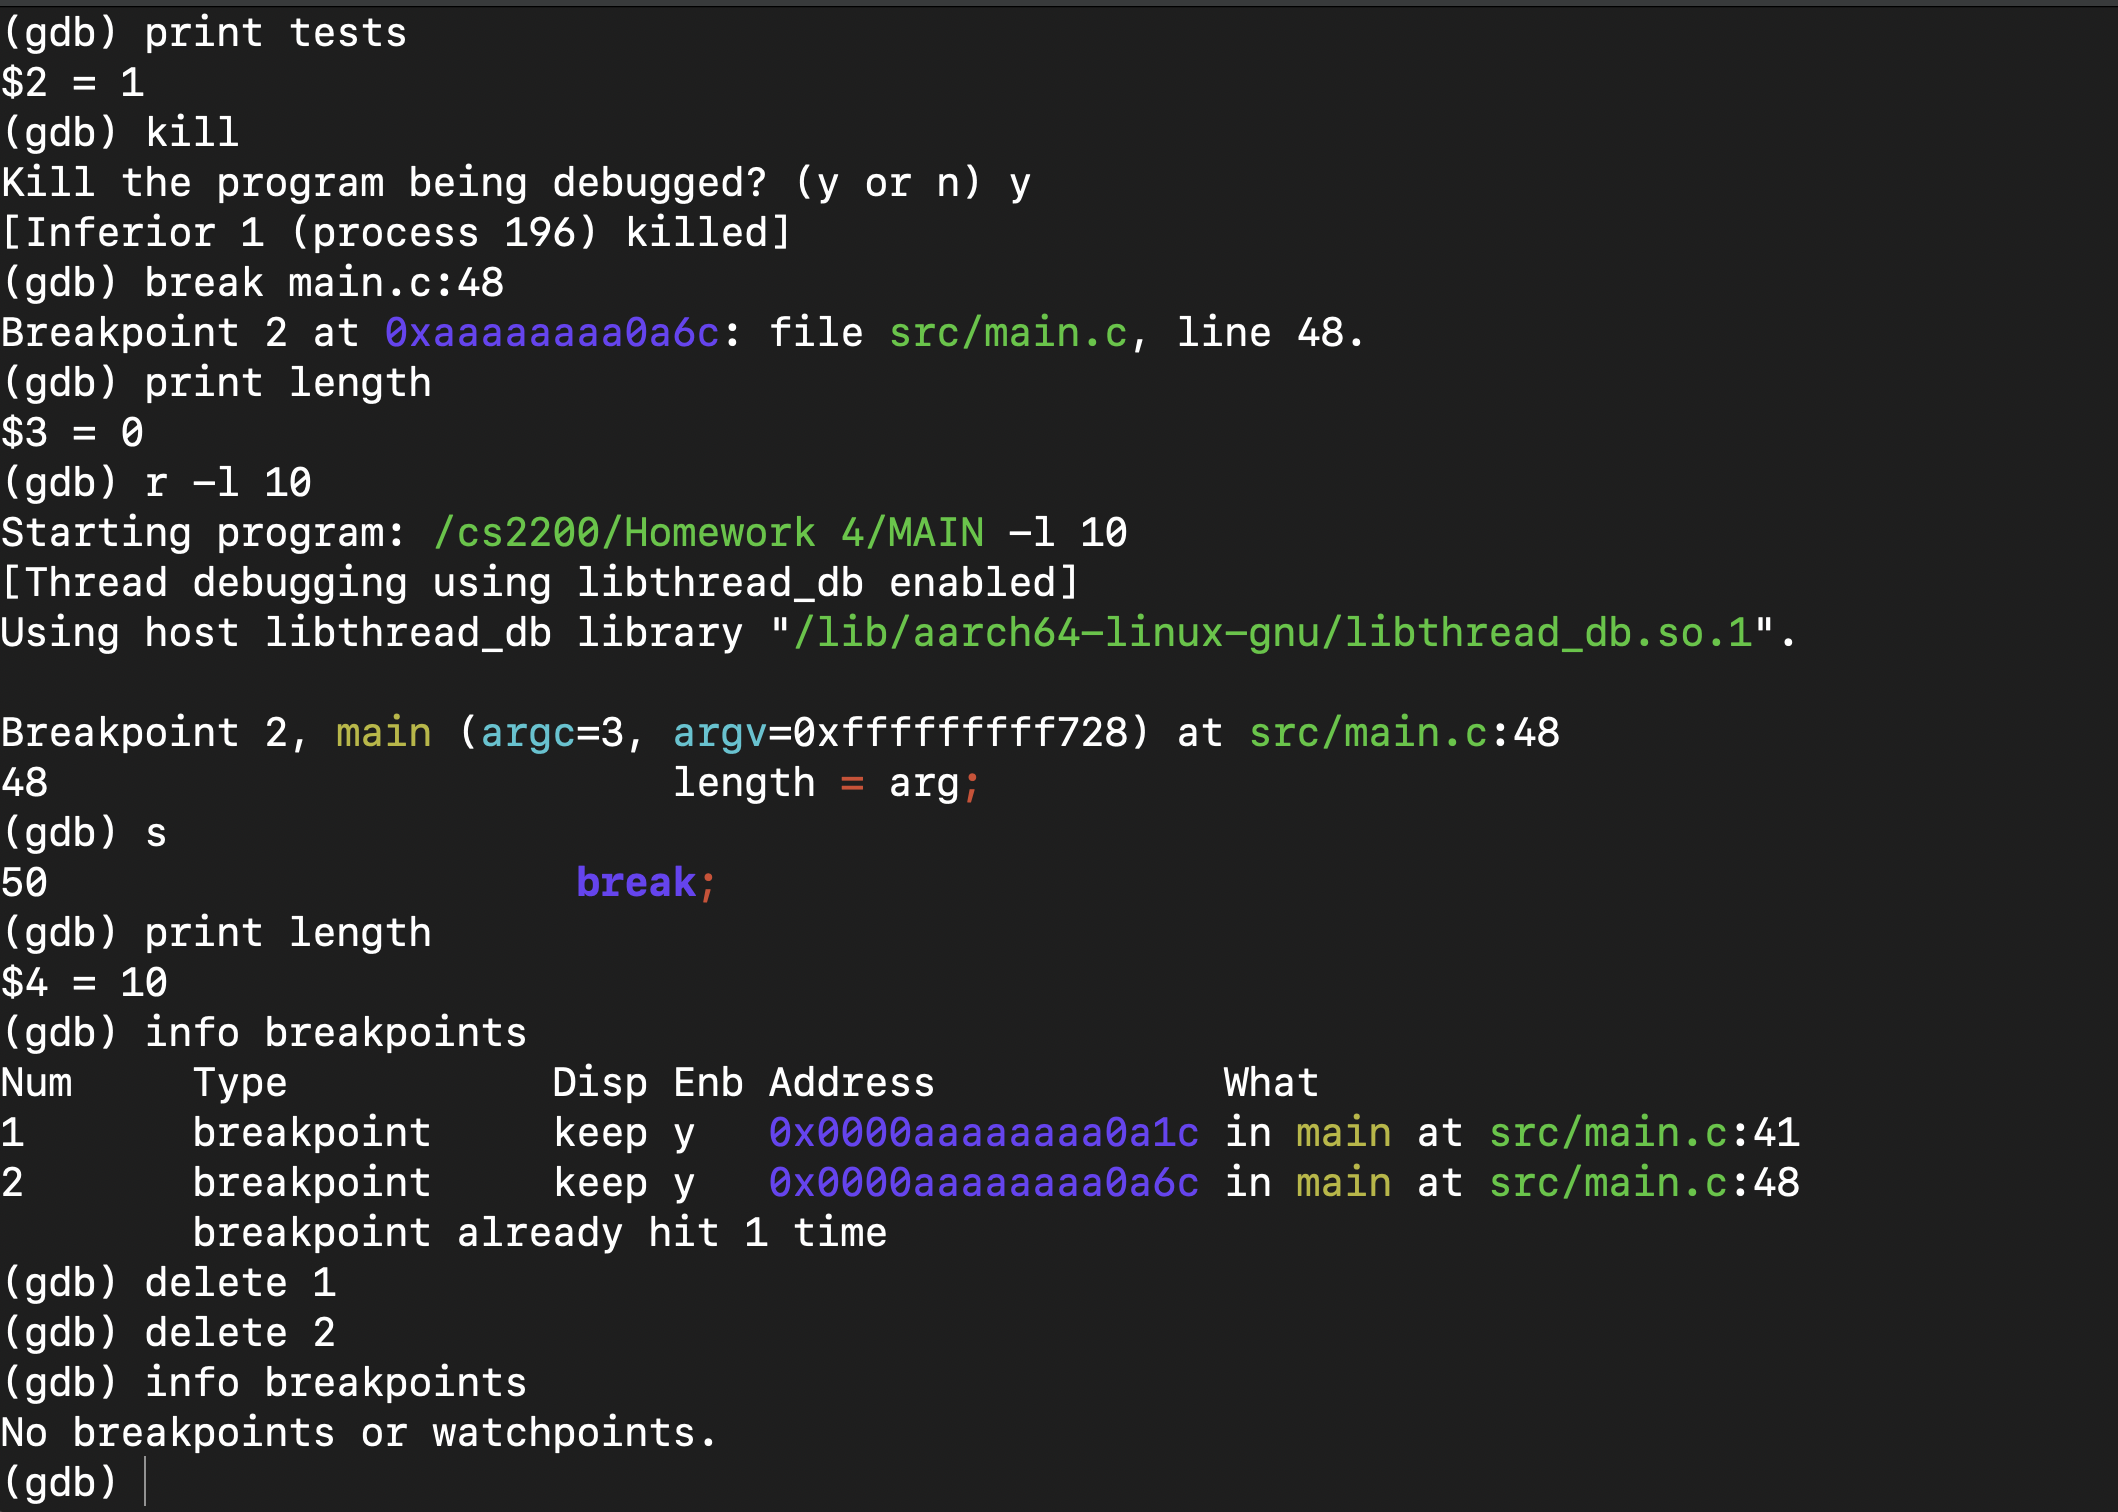 (gdb) print tests
$2 = 1
(gdb) kill
Kill the program being debugged? (y or n) y
[Inferior 1 (process 196) killed]
(gdb) break main.c:48
Breakpoint 2 at 0xaaaaaaaa0a6c: file src/main.c, line 48.
(gdb) print length
$3 = 0
(gdb) r -l 10
Starting program: /cs2200/Homework 4/MAIN -l 10
[Thread debugging using libthread_db enabled]
Using host libthread_db library "/lib/aarch64-linux-gnu/libthread_db.so.1".

Breakpoint 2, main (argc=3, argv=0xfffffffff728) at src/main.c:48
48                          length = arg;
(gdb) s
50                      break;
(gdb) print length
$4 = 10
(gdb) info breakpoints
Num     Type           Disp Enb Address            What
1       breakpoint     keep y   0x0000aaaaaaaa0a1c in main at src/main.c:41
2       breakpoint     keep y   0x0000aaaaaaaa0a6c in main at src/main.c:48
        breakpoint already hit 1 time
(gdb) delete 1
(gdb) delete 2
(gdb) info breakpoints
No breakpoints or watchpoints.
(gdb)